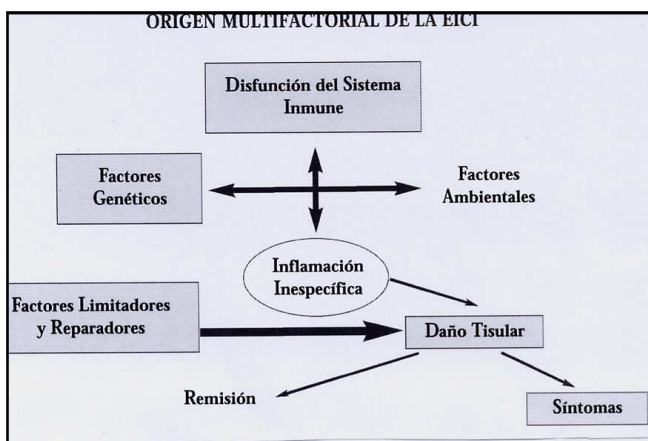 ORIGEN MULTIFACTORIAL DE LA EICI
Disfunción del Sistema
Inmune
Factores
Genéticos
Factores
Ambientales
Inflamación
Inespecífica
Factores Limitadores
y Reparadores
Daño Tisular
Remisión
Síntomas